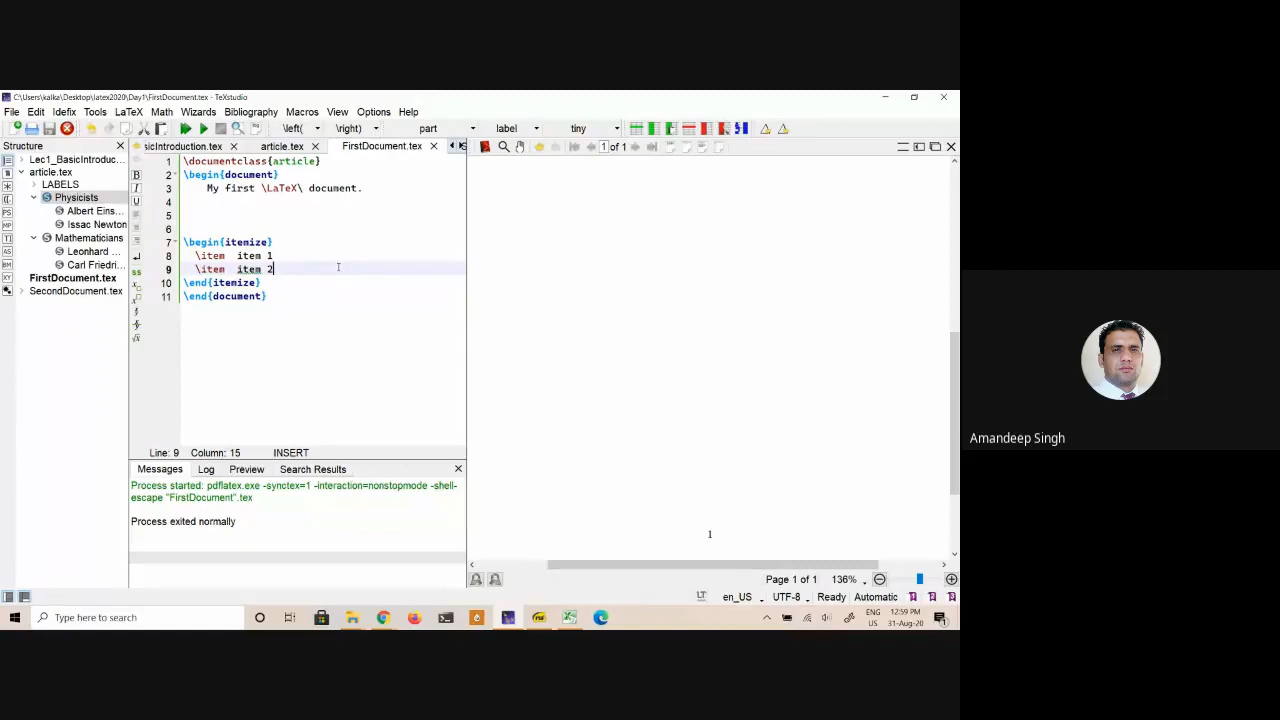 C:\Users\kalka\Desktop\latex2020\Day1\FirstDocument.tex - TeXstudio
File Edit Idefix Tools LaTeX Math Wizards Bibliography Macros View Options Help
\left( \right) part label tiny
Structure
sicIntroduction.tex article.tex FirstDocument.tex
1 of 1
Lec1_BasicIntroduc...
article.tex
LABELS
Physicists
Albert Eins...
Issac Newton
Mathematicians
Leonhard ...
Carl Friedri...
FirstDocument.tex
SecondDocument.tex
1 \documentclass{article}
2 \begin{document}
3 My first \LaTeX\ document.
4
5
6
7 \begin{itemize}
8 \item item 1
9 \item item 2
10 \end{itemize}
11 \end{document}
Line: 9 Column: 15 INSERT
Messages Log Preview Search Results
Process started: pdflatex.exe -synctex=1 -interaction=nonstopmode -shell-
escape "FirstDocument".tex
Process exited normally
1
Page 1 of 1 136%
LT en_US UTF-8 Ready Automatic
Type here to search
ENG
US
12:59 PM
31-Aug-20
Amandeep Singh